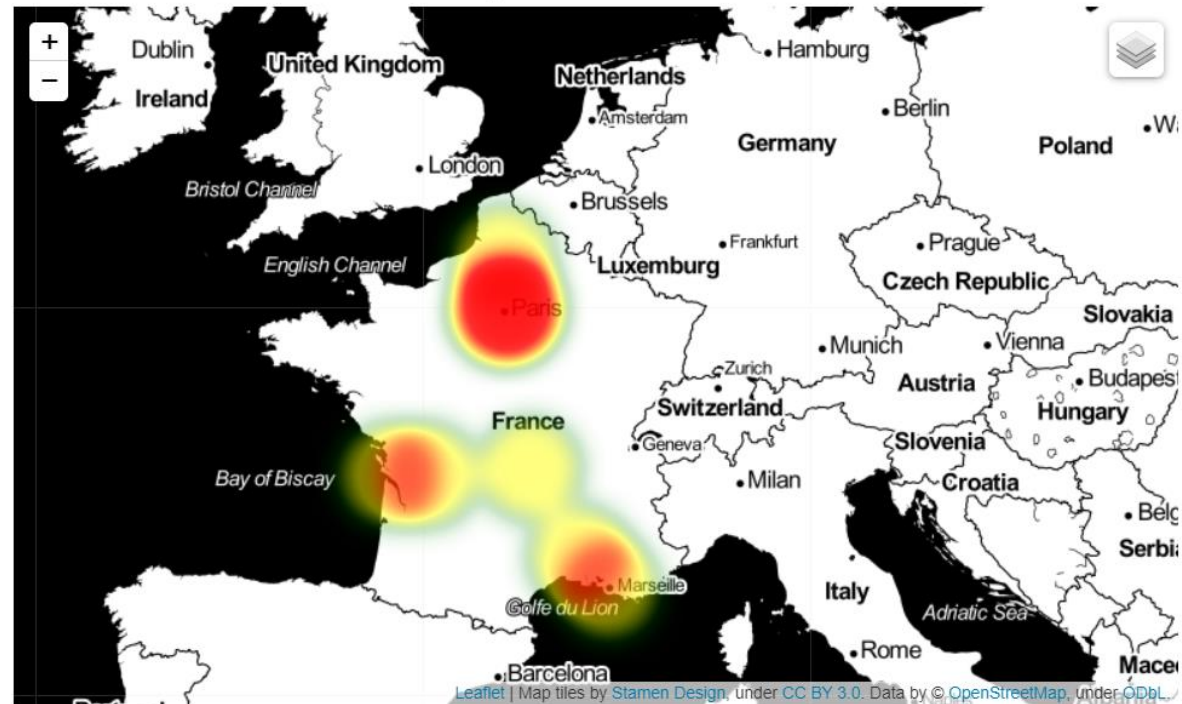 +
−
Dublin
United Kingdom
Ireland
Hamburg
Netherlands
Amsterdam
Berlin
Germany
Poland
London
Bristol Channel
Brussels
Frankfurt
Prague
English Channel
Luxemburg
Czech Republic
Paris
Slovakia
Munich
Vienna
Zurich
Austria
Budapest
Switzerland
Hungary
France
Geneva
Slovenia
Bay of Biscay
Milan
Croatia
Belg
Serbia
Marseille
Golfe du Lion
Italy
Adriatic Sea
Rome
Barcelona
Mace
Leaflet | Map tiles by Stamen Design, under CC BY 3.0. Data by © OpenStreetMap, under ODbL.